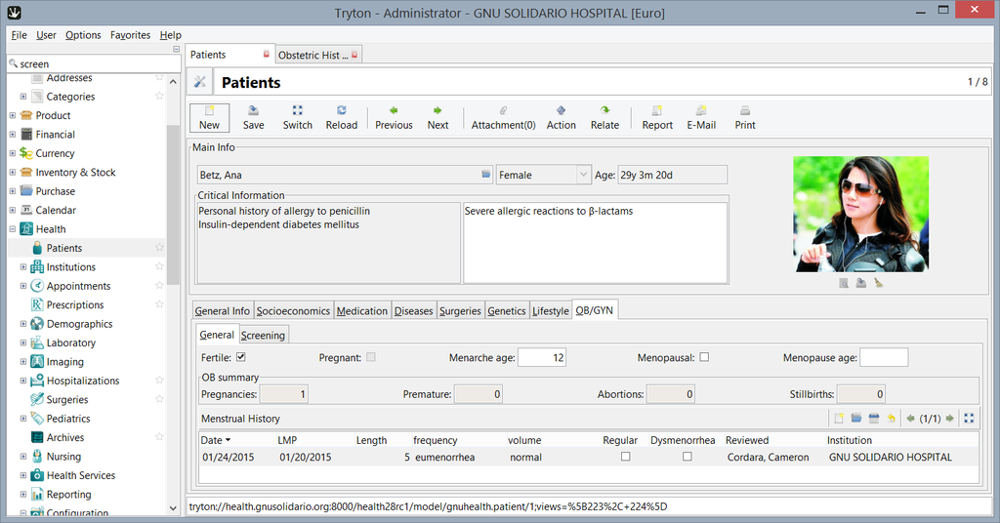 Tryton - Administrator - GNU SOLIDARIO HOSPITAL [Euro]
File User Options Favorites Help
screen
Addresses
Categories
Product
Financial
Currency
Inventory & Stock
Purchase
Calendar
Health
Patients
Institutions
Appointments
Prescriptions
Demographics
Laboratory
Imaging
Hospitalizations
Surgeries
Pediatrics
Archives
Nursing
Health Services
Reporting
Configuration
Patients Obstetric Hist ...
Patients 1 / 8
New Save Switch Reload Previous Next Attachment(0) Action Relate Report E-Mail Print
Main Info
Betz, Ana Female Age: 29y 3m 20d
Critical Information
Personal history of allergy to penicillin
Insulin-dependent diabetes mellitus
Severe allergic reactions to β-lactams
General Info Socioeconomics Medication Diseases Surgeries Genetics Lifestyle OB/GYN
General Screening
Fertile: Pregnant: Menarche age: 12 Menopausal: Menopause age:
OB summary
Pregnancies: 1 Premature: 0 Abortions: 0 Stillbirths: 0
Menstrual History (1/1)
Date LMP Length frequency volume Regular Dysmenorrhea Reviewed Institution
01/24/2015 01/20/2015 5 eumenorrhea normal Cordara, Cameron GNU SOLIDARIO HOSPITAL
tryton://health.gnusolidario.org:8000/health28rc1/model/gnuhealth.patient/1;views=%5B223%2C+224%5D